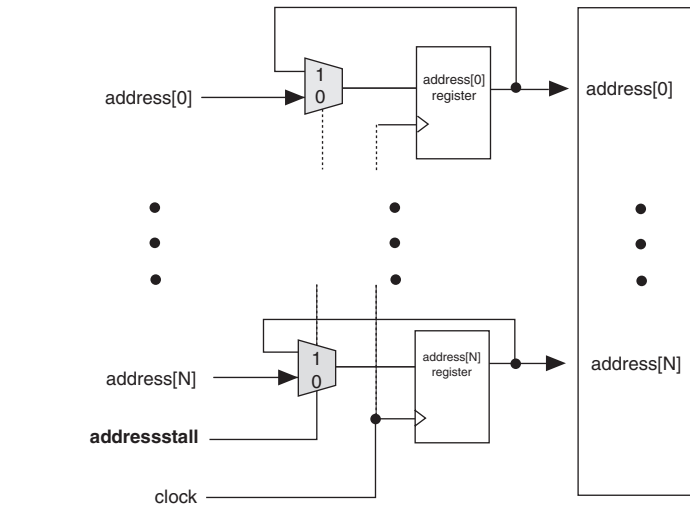 1
0
address[0]
address[0]
register
address[0]
1
0
address[N]
address[N]
register
address[N]
addressstall
clock